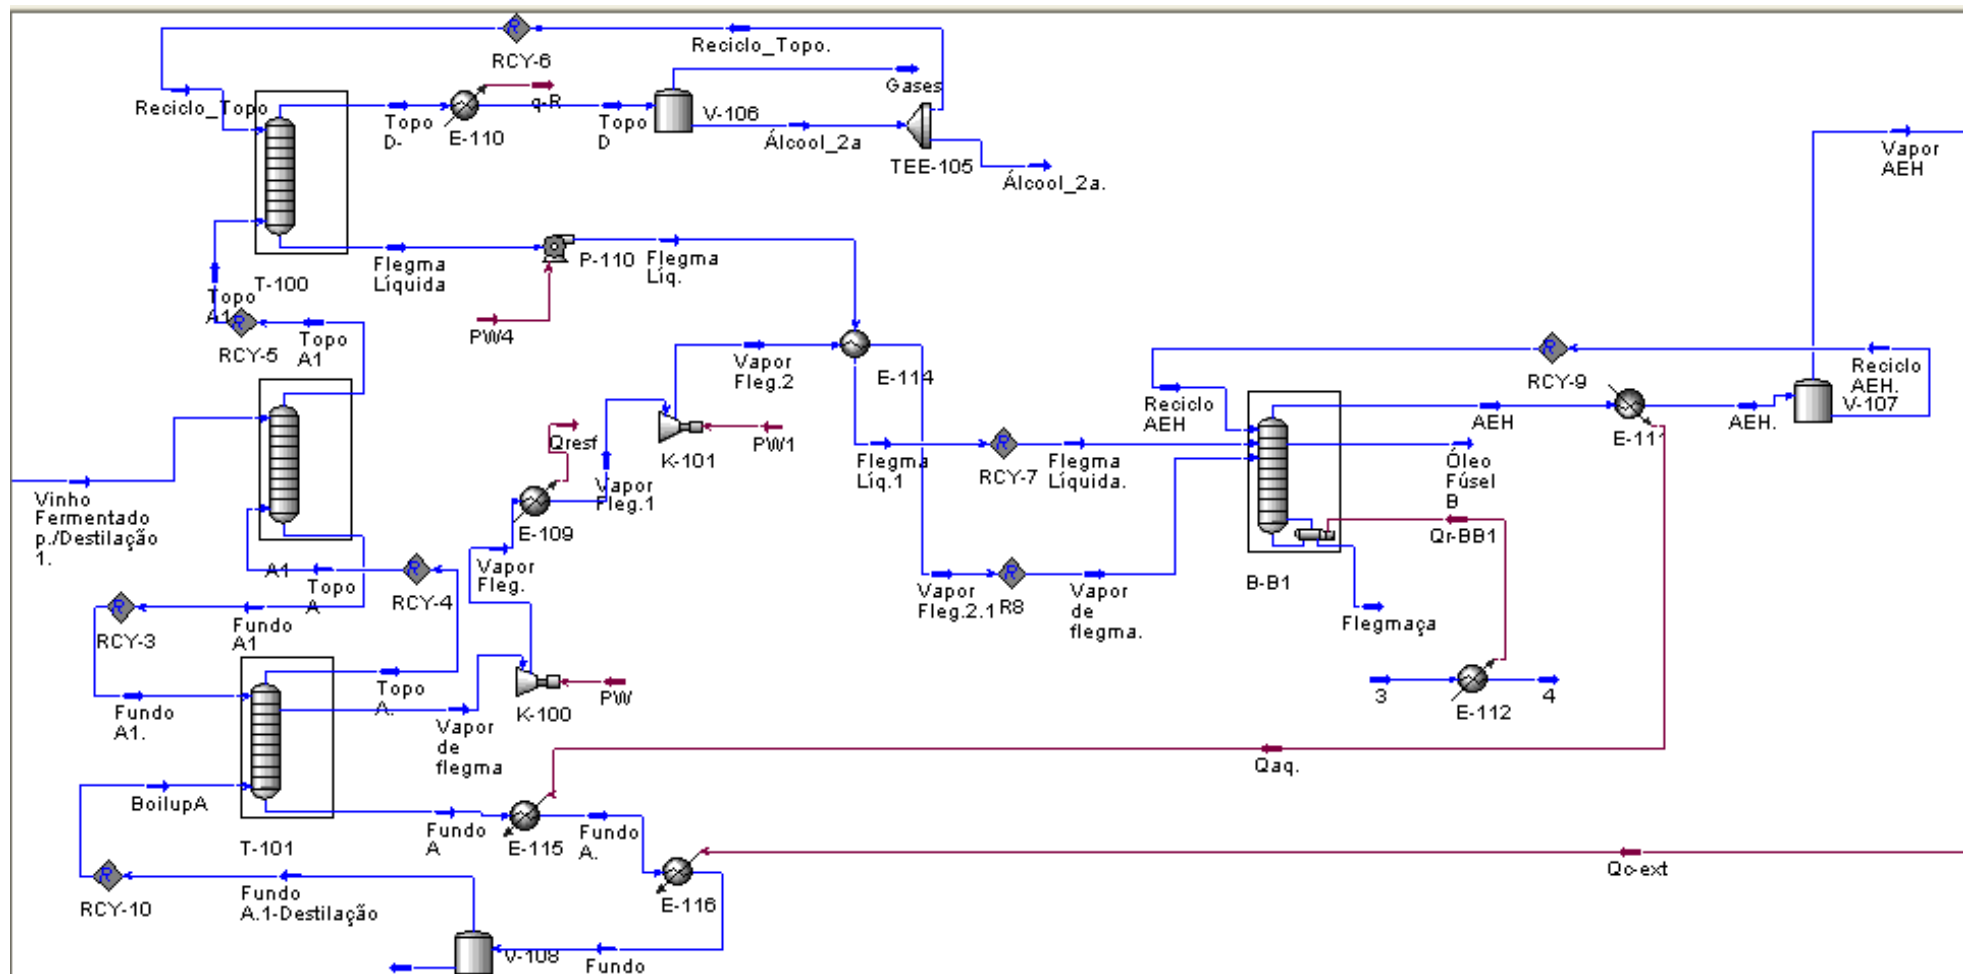 Reciclo_Topo.
RCY-6
Gases
Reciclo_Topo
q-R
Topo
D-
E-110
Topo
D
V-106
Álcool_2a
TEE-105
Álcool_2a.
Vapor
AEH
Flegma
Líquida
P-110
Flegma
Líq.
T-100
Topo
A1
RCY-5
Topo
A1
PW4
Vapor
Fleg.2
E-114
RCY-9
Reciclo
AEH.
V-107
Reciclo
AEH
AEH
E-111
AEH.
Qresf
K-101
PW1
Flegma
Líq.1
RCY-7
Flegma
Líquida.
Óleo
Fúsel
B
Vinho
Fermentado
p./Destilação
1.
Vapor
Fleg.1
E-109
Vapor
Fleg.
Qr-BB1
A1
Topo
A
RCY-4
B-B1
Vapor
Fleg.2.1
R8
Vapor
de
flegma.
Flegmaça
RCY-3
Fundo
A1
Topo
A.
K-100
PW
3
E-112
4
Fundo
A1.
Vapor
de
flegma
Qaq.
BoilupA
Fundo
A
E-115
Fundo
A.
T-101
Qc-ext
RCY-10
Fundo
A.1-Destilação
E-116
V-108
Fundo